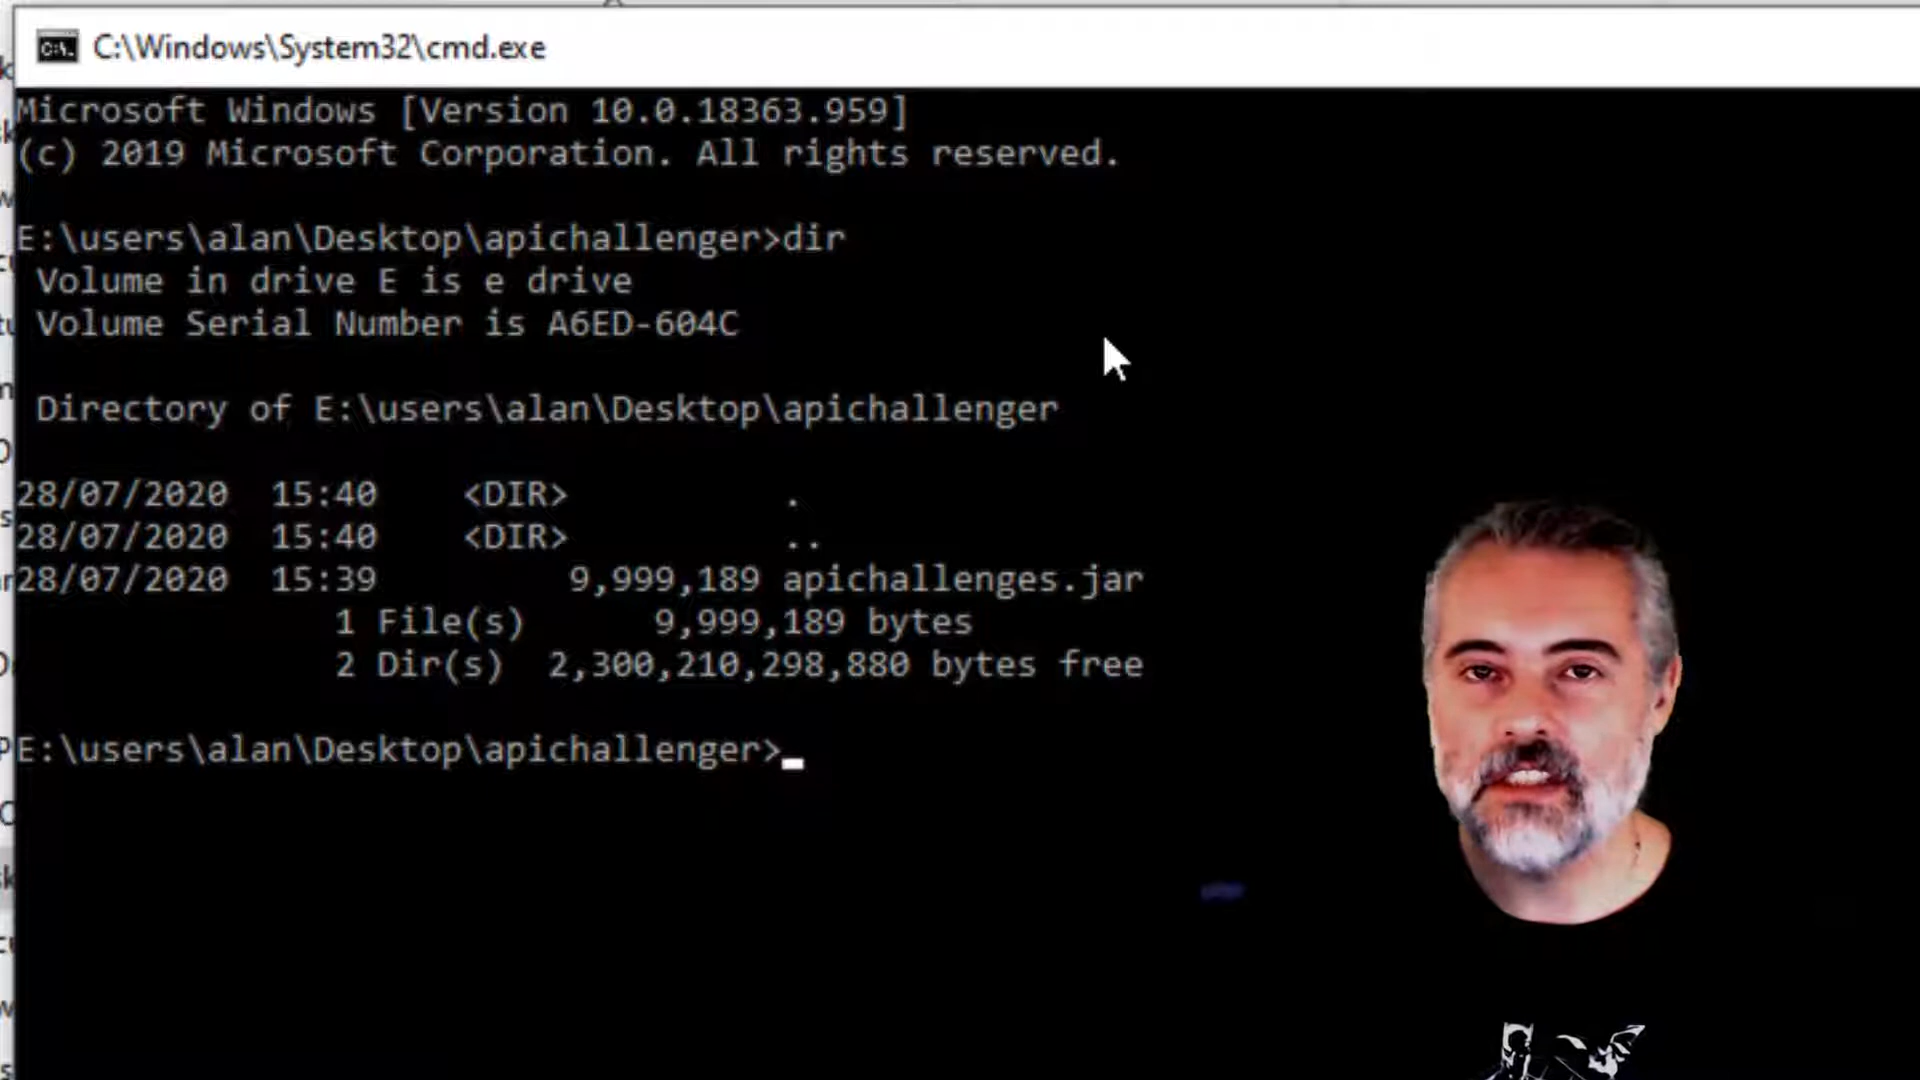 C:\Windows\System32\cmd.exe
Microsoft Windows [Version 10.0.18363.959]
(c) 2019 Microsoft Corporation. All rights reserved.
E:\users\alan\Desktop\apichallenger>dir
Volume in drive E is e drive
Volume Serial Number is A6ED-604C
Directory of E:\users\alan\Desktop\apichallenger
28/07/2020 15:40 <DIR> .
28/07/2020 15:40 <DIR> ..
28/07/2020 15:39 9,999,189 apichallenges.jar
1 File(s) 9,999,189 bytes
2 Dir(s) 2,300,210,298,880 bytes free
E:\users\alan\Desktop\apichallenger>